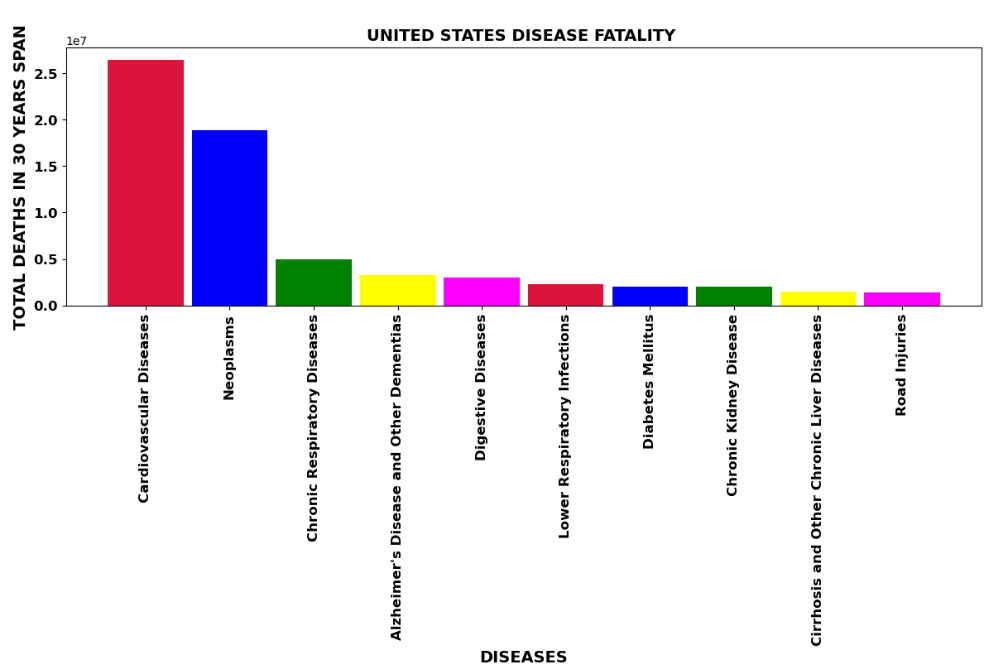 UNITED STATES DISEASE FATALITY
1e7
TOTAL DEATHS IN 30 YEARS SPAN
2.5
2.0
1.5
1.0
0.5
0.0
Cardiovascular Diseases
Neoplasms
Chronic Respiratory Diseases
Alzheimer's Disease and Other Dementias
Digestive Diseases
Lower Respiratory Infections
Diabetes Mellitus
Chronic Kidney Disease
Cirrhosis and Other Chronic Liver Diseases
Road Injuries
DISEASES